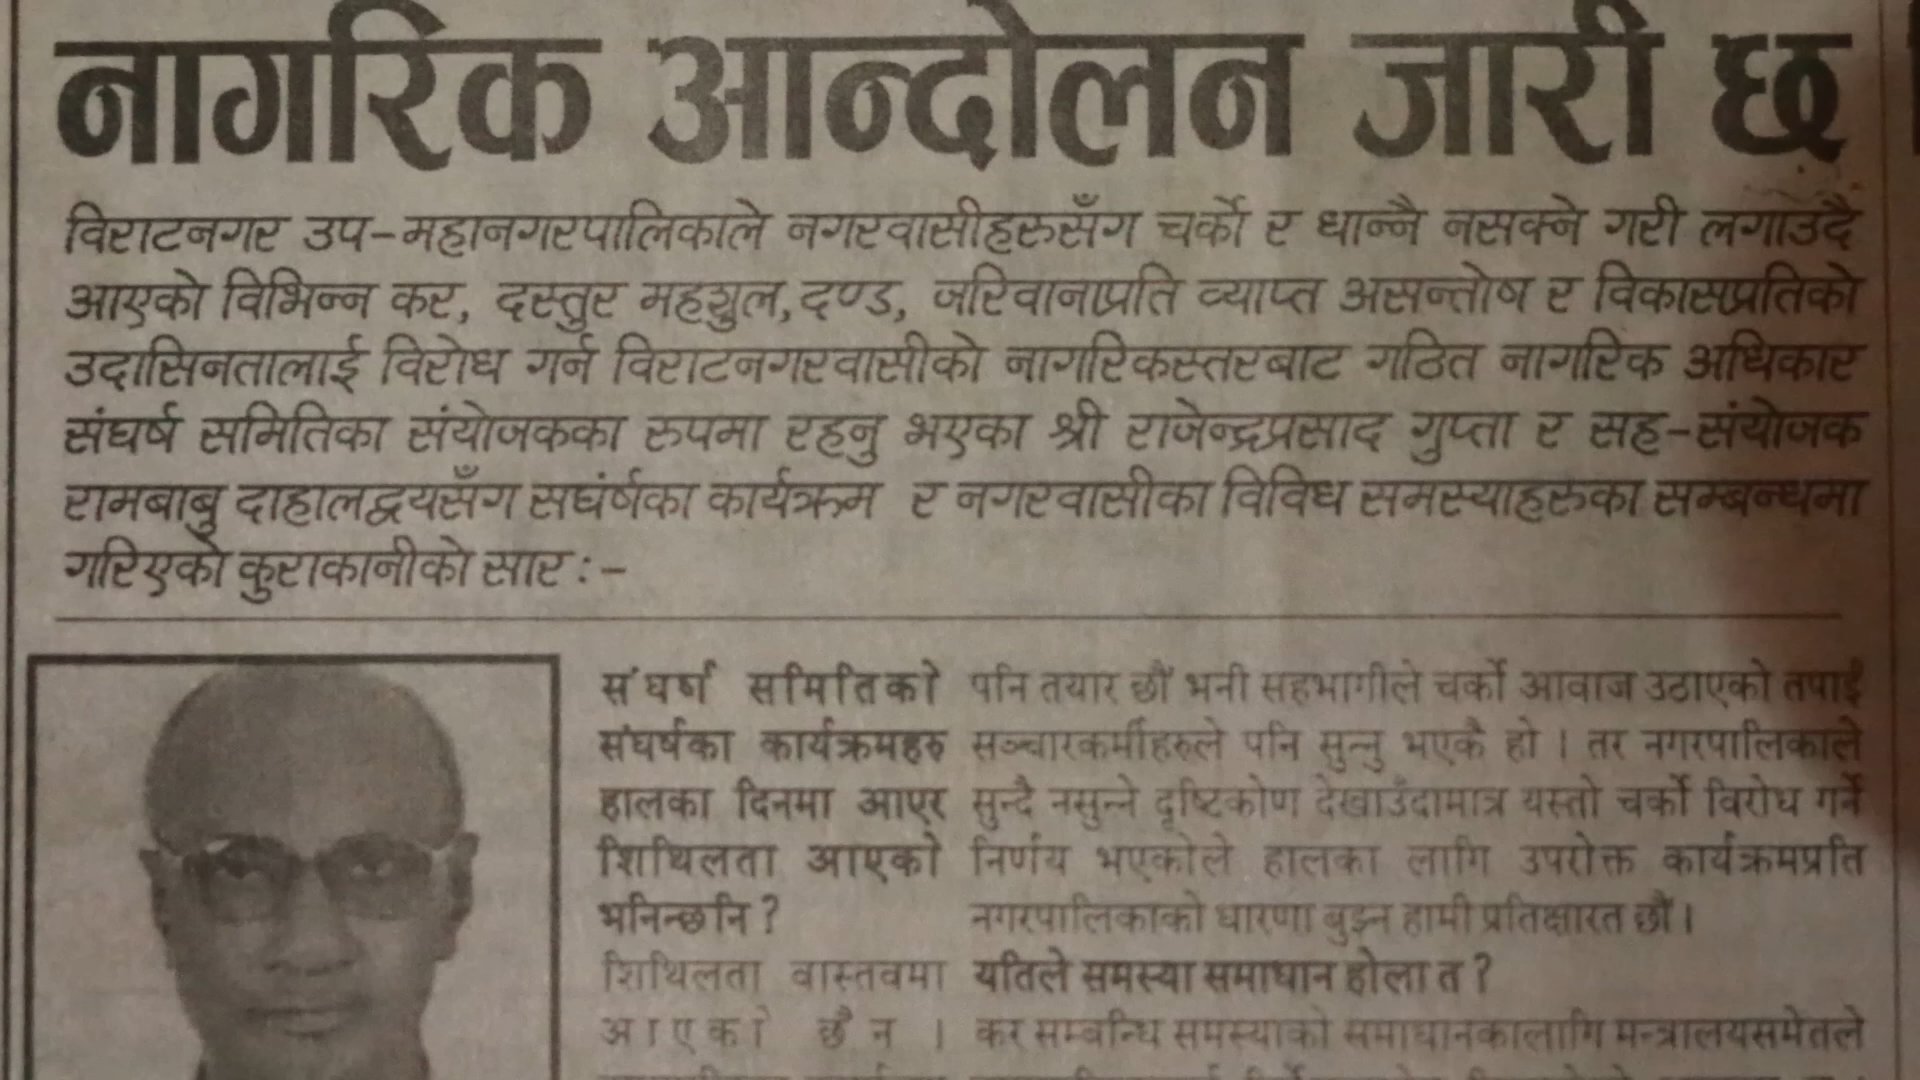 नागरिक आन्दोलन जारी छ
विराटनगर उप-महानगरपालिकाले नगरवासीहरुसँग चर्को र धान्नै नसक्ने गरी लगाउदै
आएको विभिन्न कर, दस्तुर महशुल, दण्ड, जरिवानाप्रति व्याप्त असन्तोष र विकासप्रतिको
उदासिनतालाई विरोध गर्न विराटनगरवासीको नागरिकस्तरबाट गठित नागरिक अधिकार
संघर्ष समितिका संयोजकका रुपमा रहनु भएका श्री राजेन्द्रप्रसाद गुप्ता र सह-संयोजक
रामबाबु दाहालद्वयसँग सघंर्षका कार्यक्रम र नगरवासीका विविध समस्याहरुका सम्बन्धमा
गरिएको कुराकानीको सार :-
संघर्ष समितिको
संघर्षका कार्यक्रमहरु
हालका दिनमा आएर
शिथिलता आएको
भनिन्छनि ?
शिथिलता वास्तवमा
आएको छैन ।
पनि तयार छौं भनी सहभागीले चर्को आवाज उठाएको तपाई
सञ्चारकर्मीहरुले पनि सुन्नु भएकै हो । तर नगरपालिकाले
सुन्दै नसुन्ने दृष्टिकोण देखाउंदामात्र यस्तो चर्को विरोध गर्ने
निर्णय भएकोले हालका लागि उपरोक्त कार्यक्रमप्रति
नगरपालिकाको धारणा बुझ्न हामी प्रतिक्षारत छौं ।
यतिले समस्या समाधान होला त ?
कर सम्बन्धि समस्याको समाधानकालागि मन्त्रालयसमेतले